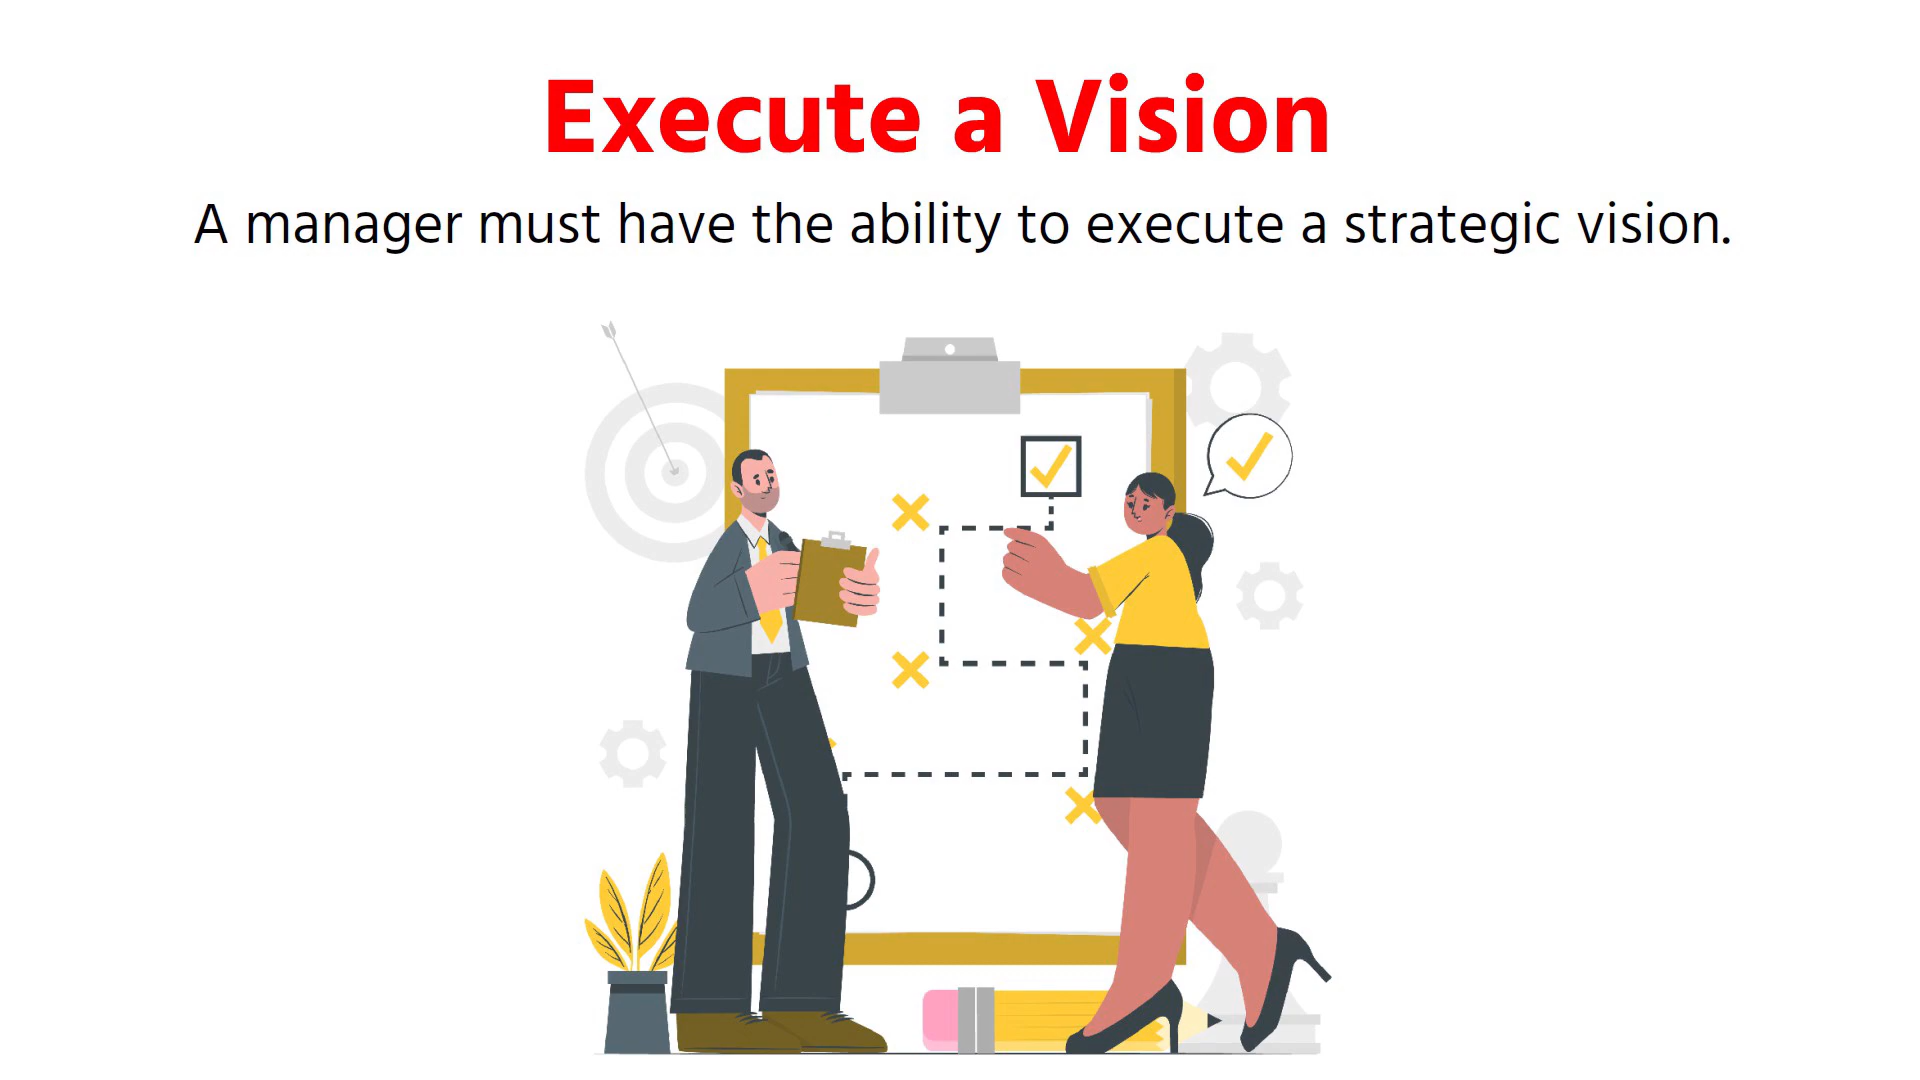 Execute a Vision
A manager must have the ability to execute a strategic vision.